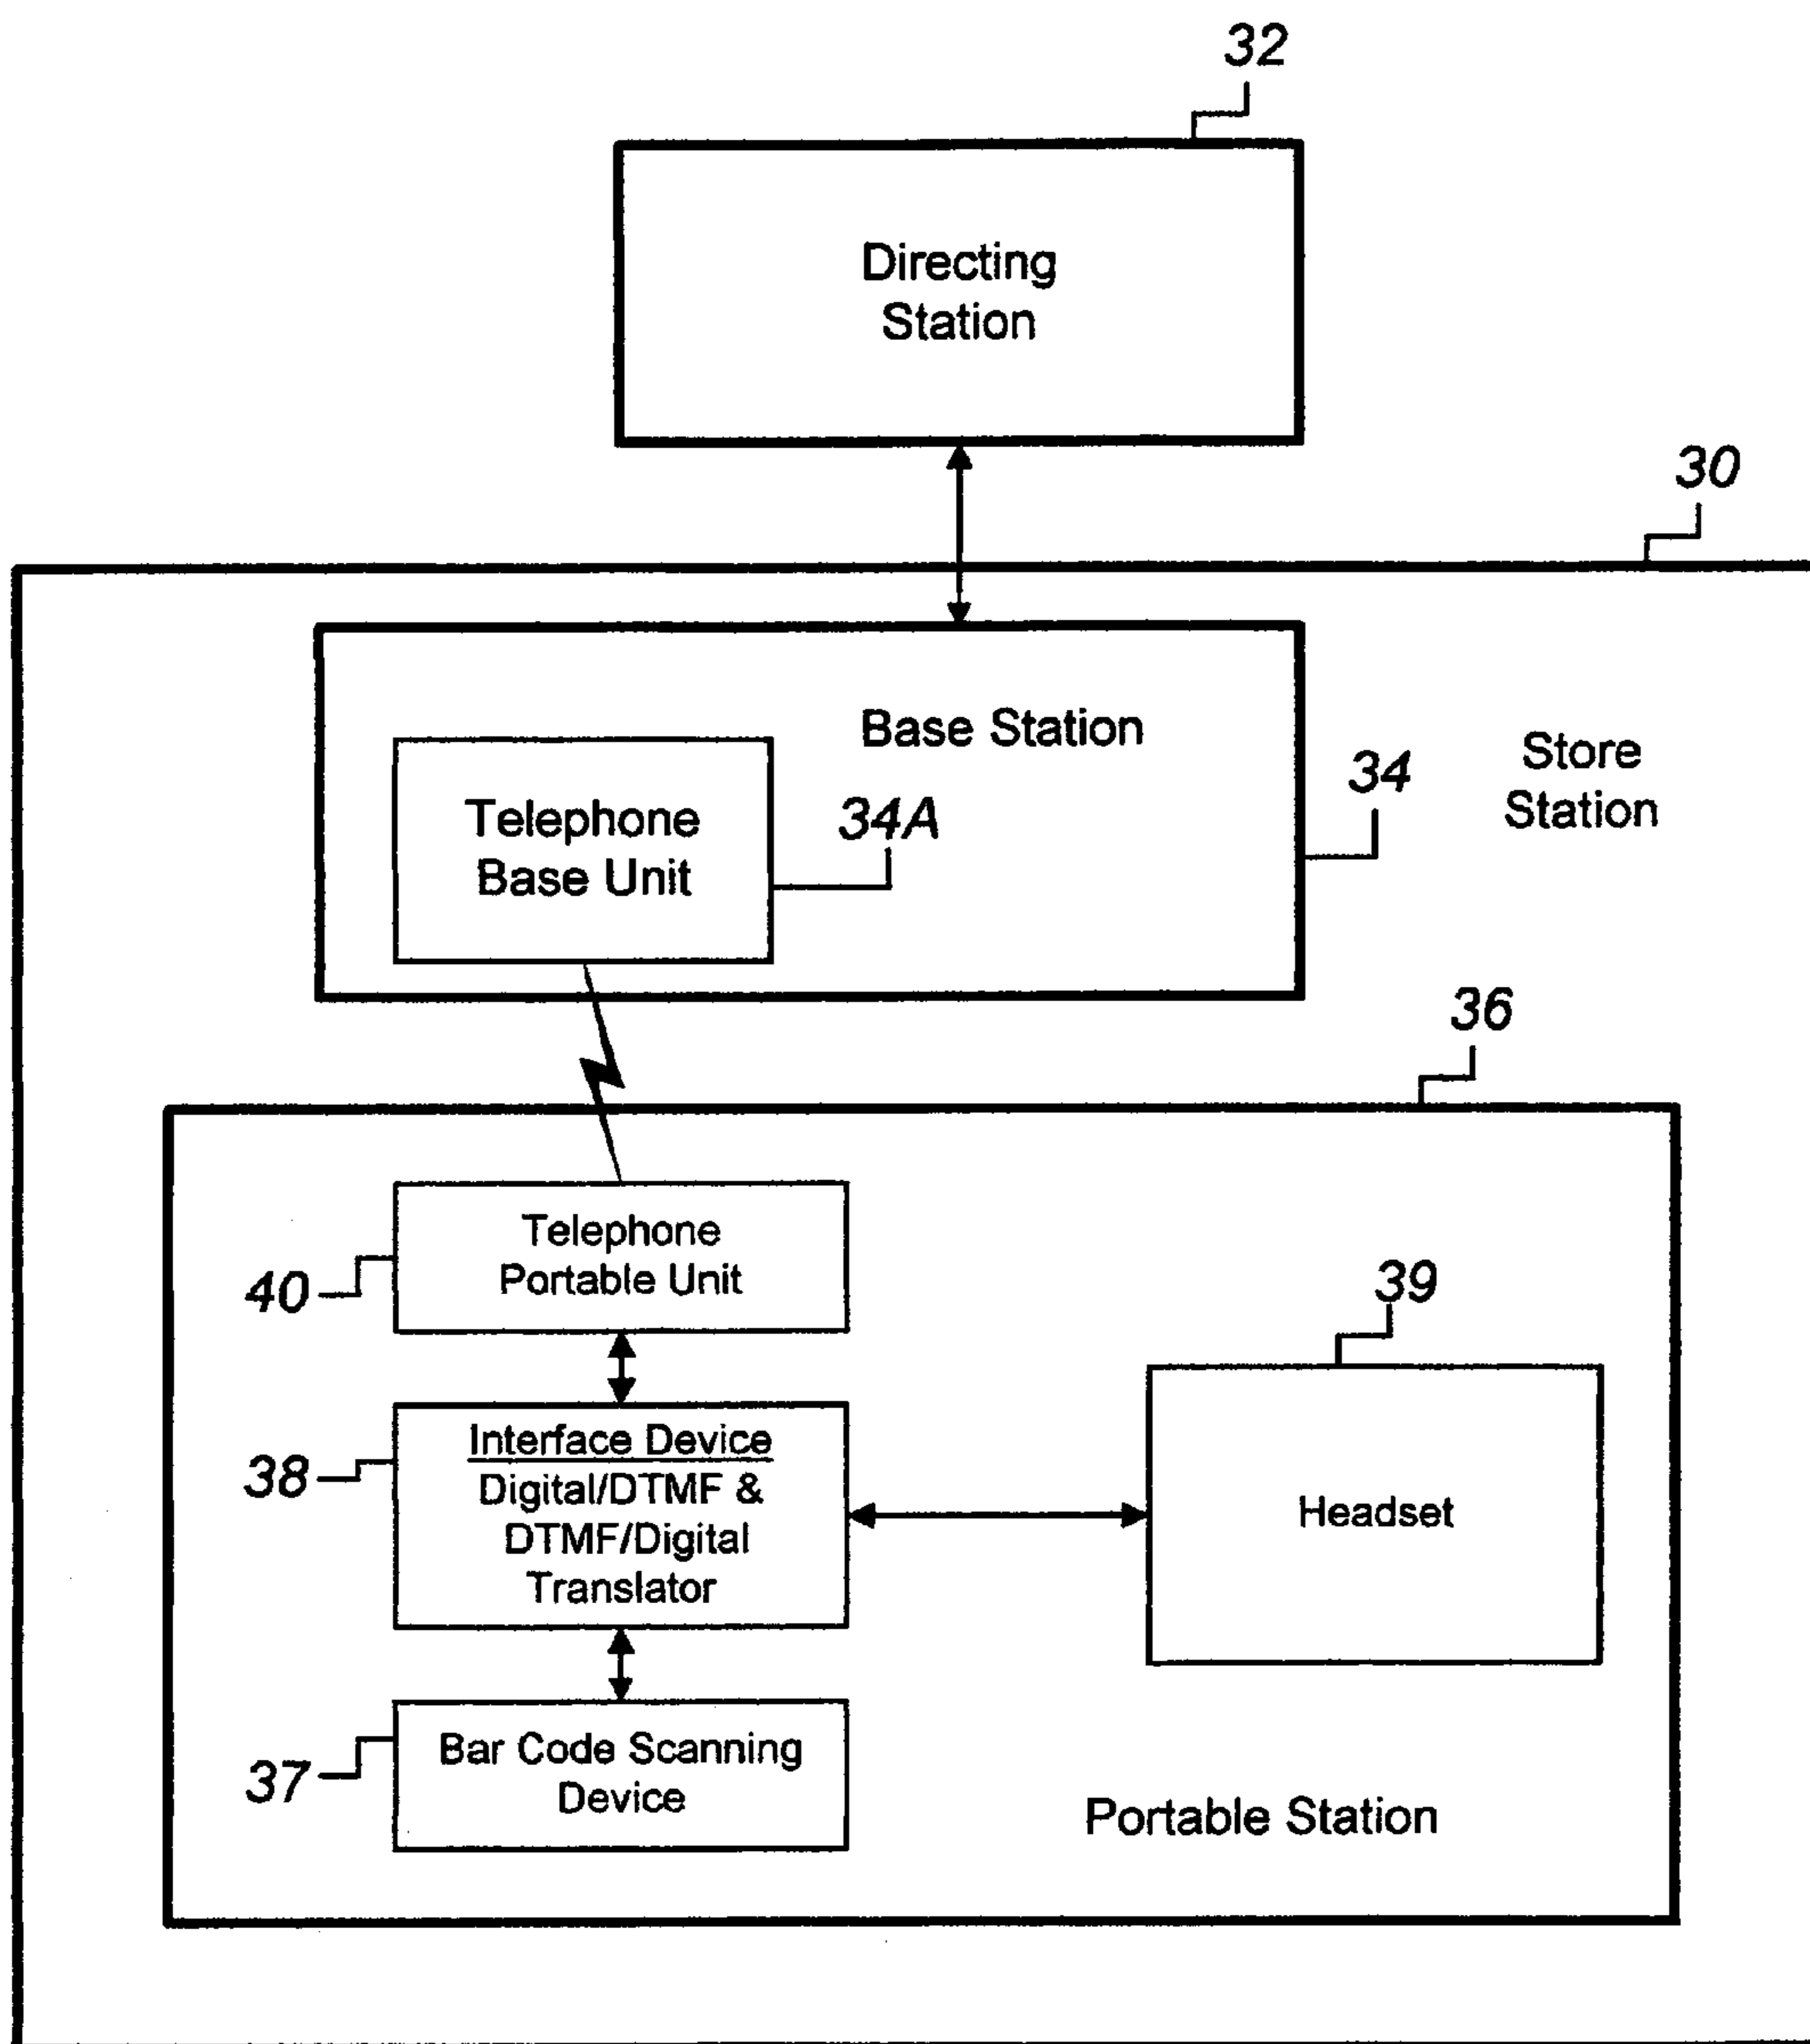 32
Directing
Station
30
Base Station
Store
Station
34
Telephone
Base Unit
34A
36
Telephone
Portable Unit
40
39
Interface Device
Digital/DTMF &
DTMF/Digital
Translator
38
Headset
Bar Code Scanning
Device
37
Portable Station